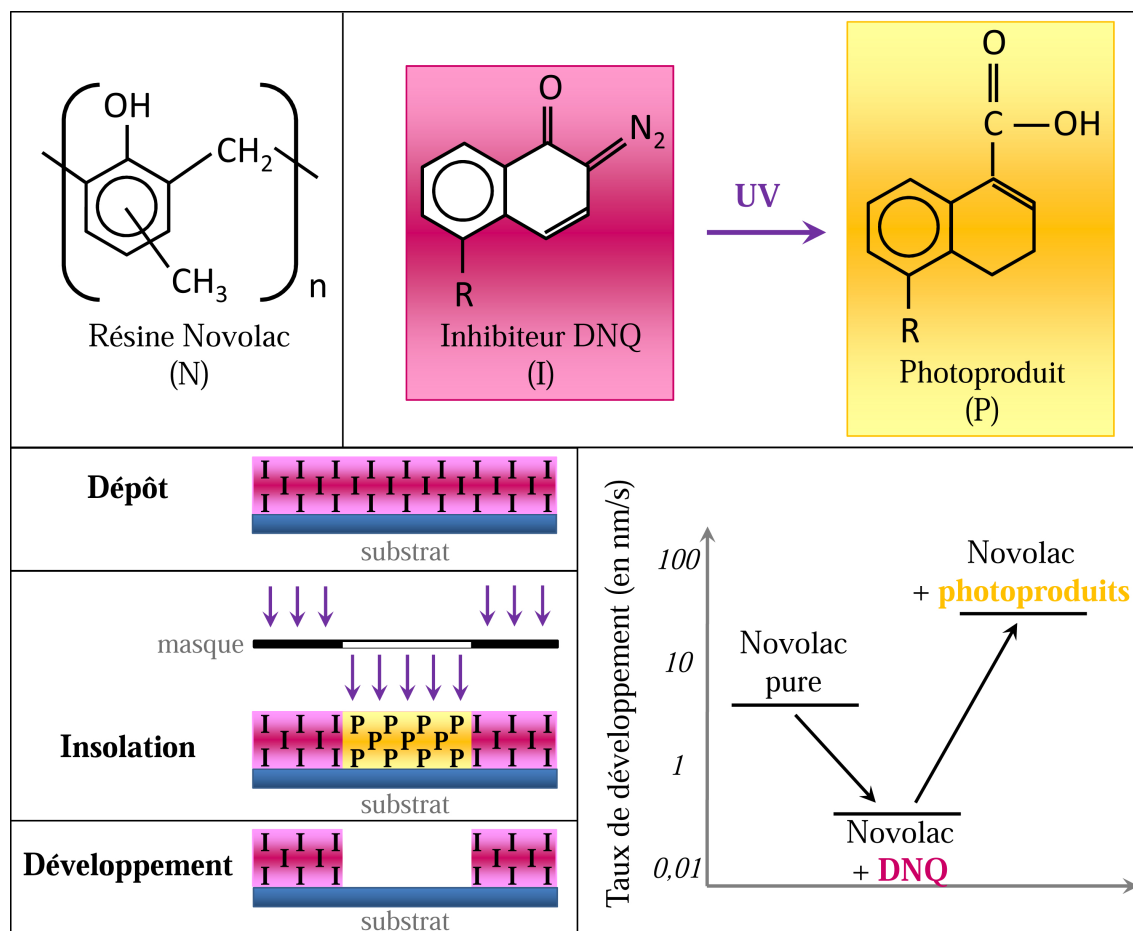 OH
CH2
CH3
n
Résine Novolac
(N)
O
N2
R
Inhibiteur DNQ
(I)
UV
O
C
OH
R
Photoproduit
(P)
Dépôt
I I I I I I I I I
I I I I I I I I
I I I I I I I I I
substrat
masque
Insolation
I I I P P P P I I I
I I P P P P I I
I I I P P P P I I I
substrat
Développement
I I I I I I
I I I I
I I I I I I
substrat
Taux de développement (en nm/s)
100
10
1
0,01
Novolac
pure
Novolac
+ DNQ
Novolac
+ photoproduits